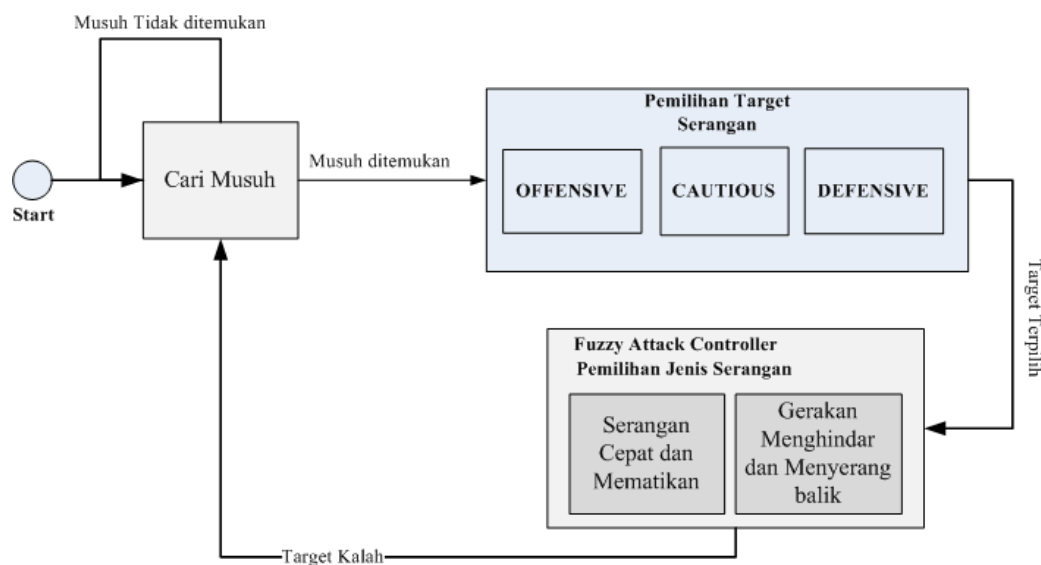 Musuh Tidak ditemukan
Start
Cari Musuh
Musuh ditemukan
Pemilihan Target
Serangan
OFFENSIVE
CAUTIOUS
DEFENSIVE
Target Terpilih
Fuzzy Attack Controller
Pemilihan Jenis Serangan
Serangan
Cepat dan
Mematikan
Gerakan
Menghindar
dan Menyerang
balik
Target Kalah